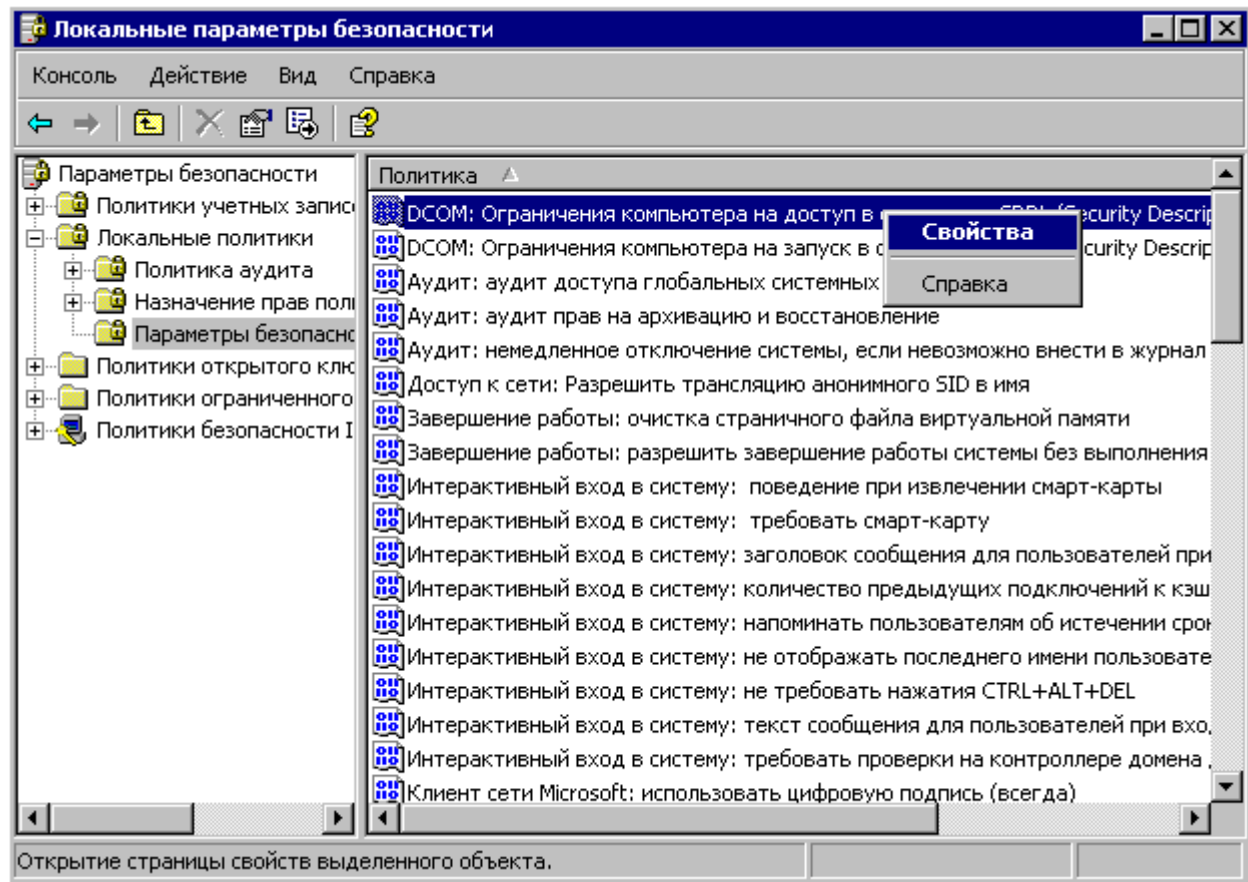 Локальные параметры безопасности
Консоль Действие Вид Справка
Параметры безопасности
Политики учетных запис
Локальные политики
Политика аудита
Назначение прав пол
Параметры безопасно
Политики открытого клю
Политики ограниченного
Политики безопасности I
Политика
DCOM: Ограничения компьютера на доступ в
DCOM: Ограничения компьютера на запуск в с curity Descrip
Свойства
Справка
Аудит: аудит доступа глобальных системных
Аудит: аудит прав на архивацию и восстановление
Аудит: немедленное отключение системы, если невозможно внести в журнал
Доступ к сети: Разрешить трансляцию анонимного SID в имя
Завершение работы: очистка страничного файла виртуальной памяти
Завершение работы: разрешить завершение работы системы без выполнения
Интерактивный вход в систему: поведение при извлечении смарт-карты
Интерактивный вход в систему: требовать смарт-карту
Интерактивный вход в систему: заголовок сообщения для пользователей при
Интерактивный вход в систему: количество предыдущих подключений к кэш
Интерактивный вход в систему: напоминать пользователям об истечении срок
Интерактивный вход в систему: не отображать последнего имени пользовате
Интерактивный вход в систему: не требовать нажатия CTRL+ALT+DEL
Интерактивный вход в систему: текст сообщения для пользователей при вхо
Интерактивный вход в систему: требовать проверки на контроллере домена
Клиент сети Microsoft: использовать цифровую подпись (всегда)
Открытие страницы свойств выделенного объекта.